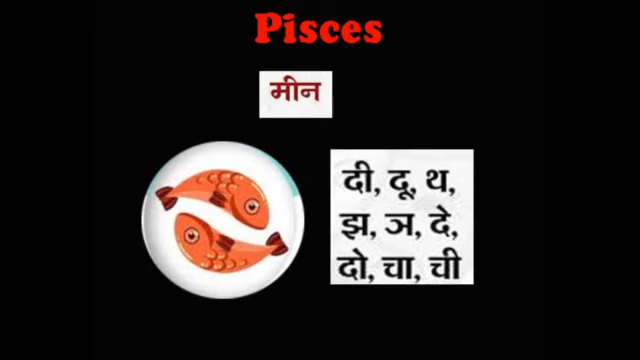 Pisces
मीन
दी, दू, थ,
झ, ञ, दे,
दो, चा, ची